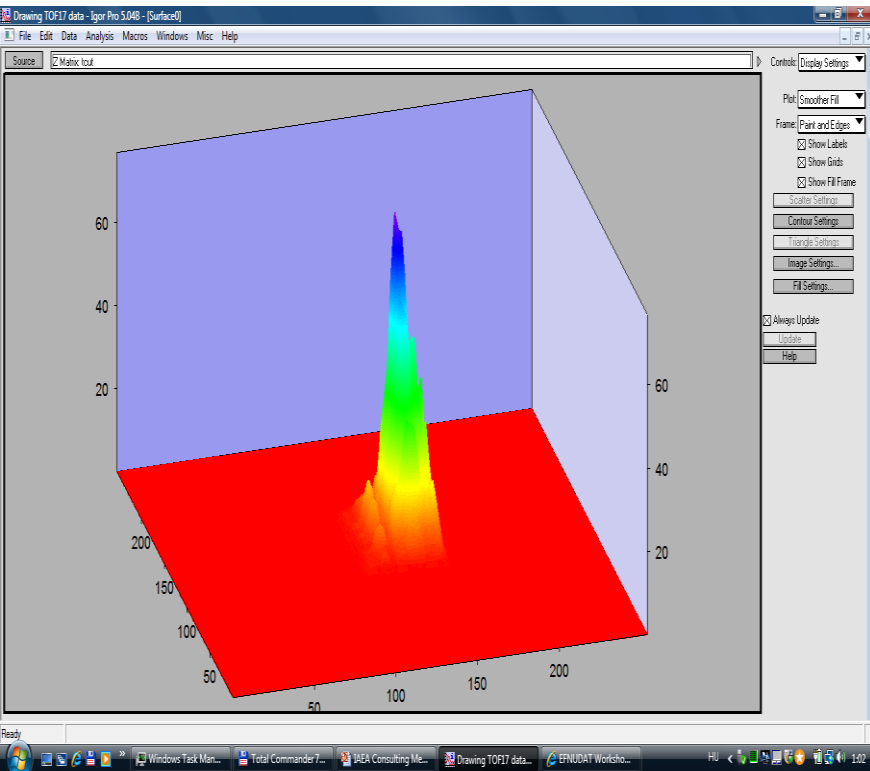 Drawing TOF17 data - Igor Pro 5.04B - [Surface0]
File Edit Data Analysis Macros Windows Misc Help
Source Z Matrix: tcut Controls: Display Settings
Plot: Smoother Fill
Frame: Paint and Edges
Show Labels
Show Grids
Show Fill Frame
Scatter Settings
Contour Settings
Triangle Settings
Image Settings...
Fill Settings...
Always Update
Update
Help
60
40
20
60
40
20
200
150
100
50
50
100
150
200
Ready
Windows Task Man... Total Commander 7... IAEA Consulting Me... Drawing TOF17 data... EFNUDAT Worksho... HU 1:02